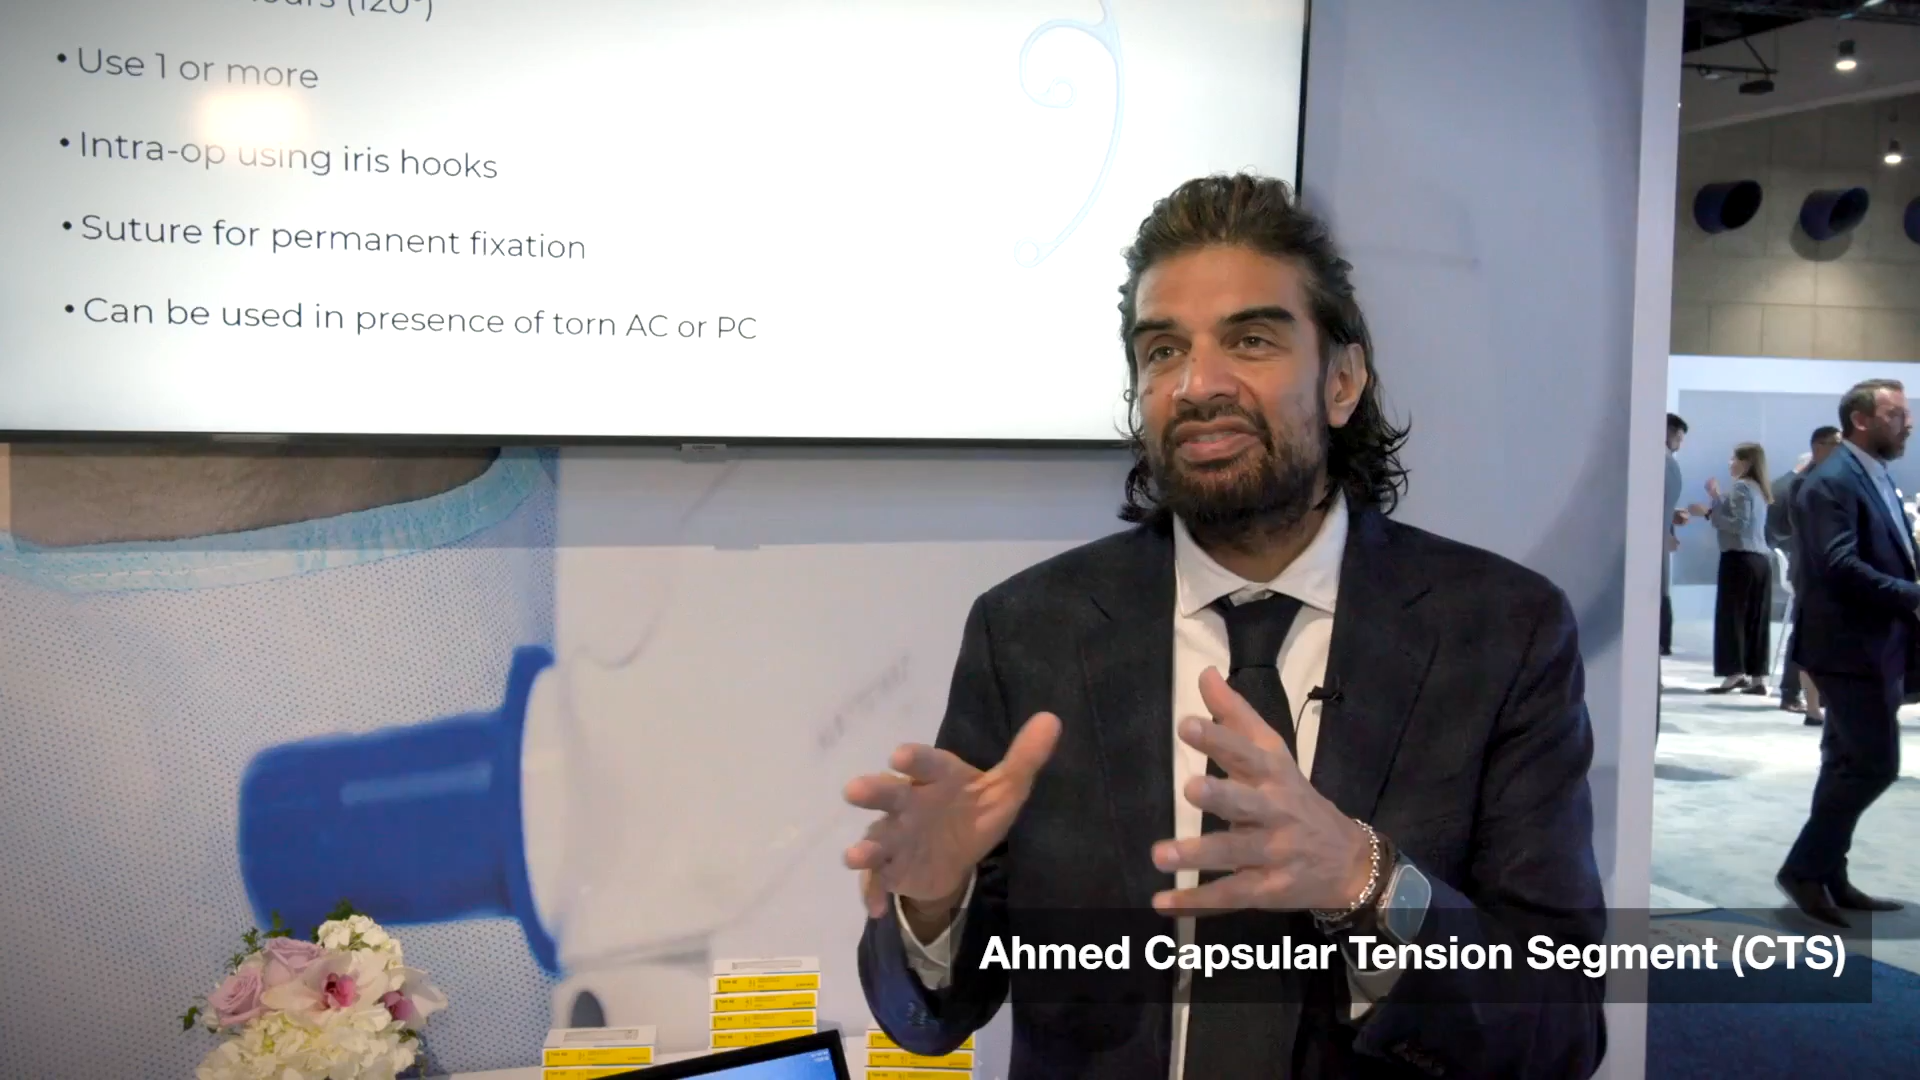 (120°)
• Use 1 or more
• Intra-op using iris hooks
• Suture for permanent fixation
• Can be used in presence of torn AC or PC
Ahmed Capsular Tension Segment (CTS)